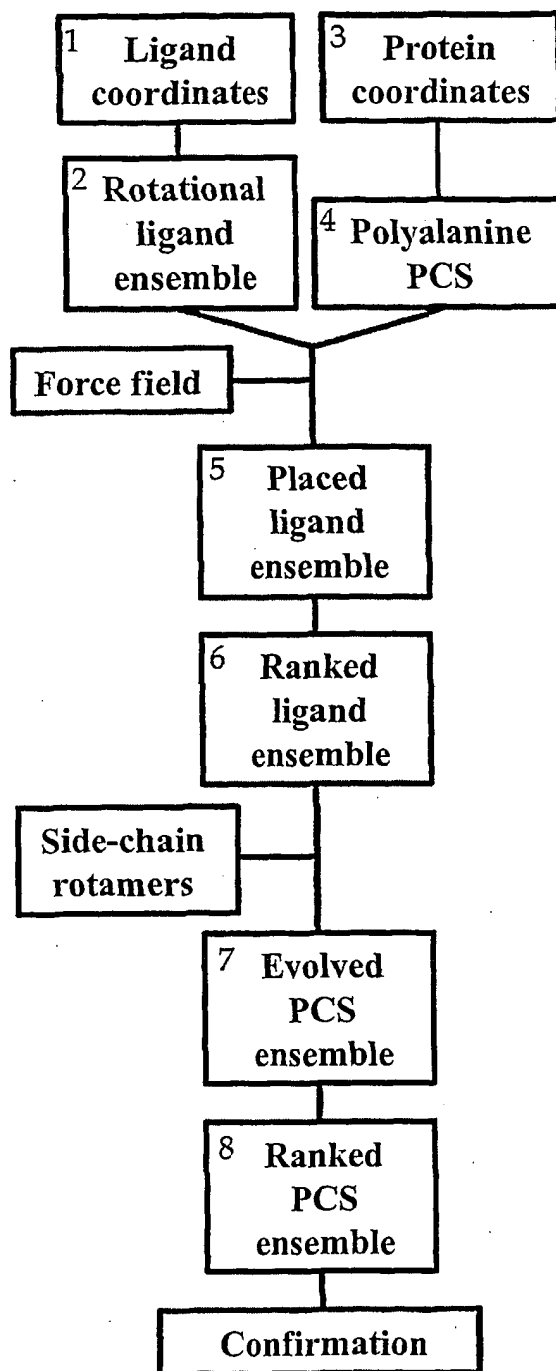 1 Ligand
coordinates
3 Protein
coordinates
2 Rotational
ligand
ensemble
4 Polyalanine
PCS
Force field
5 Placed
ligand
ensemble
6 Ranked
ligand
ensemble
Side-chain
rotamers
7 Evolved
PCS
ensemble
8 Ranked
PCS
ensemble
Confirmation